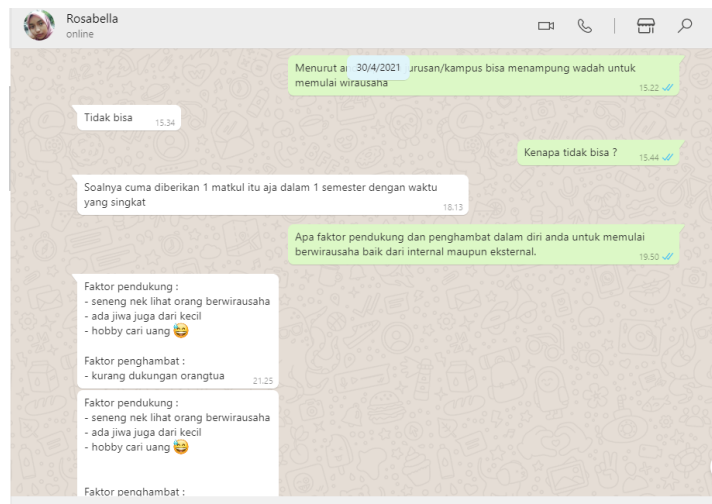 Rosabella
online
30/4/2021
Menurut urusan/kampus bisa menampung wadah untuk
memulai wirausaha
15.22
Tidak bisa
15.34
Kenapa tidak bisa ?
15.44
Soalnya cuma diberikan 1 matkul itu aja dalam 1 semester dengan waktu
yang singkat
18.13
Apa faktor pendukung dan penghambat dalam diri anda untuk memulai
berwirausaha baik dari internal maupun eksternal.
19.50
Faktor pendukung :
- seneng nek lihat orang berwirausaha
- ada jiwa juga dari kecil
- hobby cari uang 😅
Faktor penghambat :
- kurang dukungan orangtua
21.25
Faktor pendukung :
- seneng nek lihat orang berwirausaha
- ada jiwa juga dari kecil
- hobby cari uang 😅
Faktor penghambat :